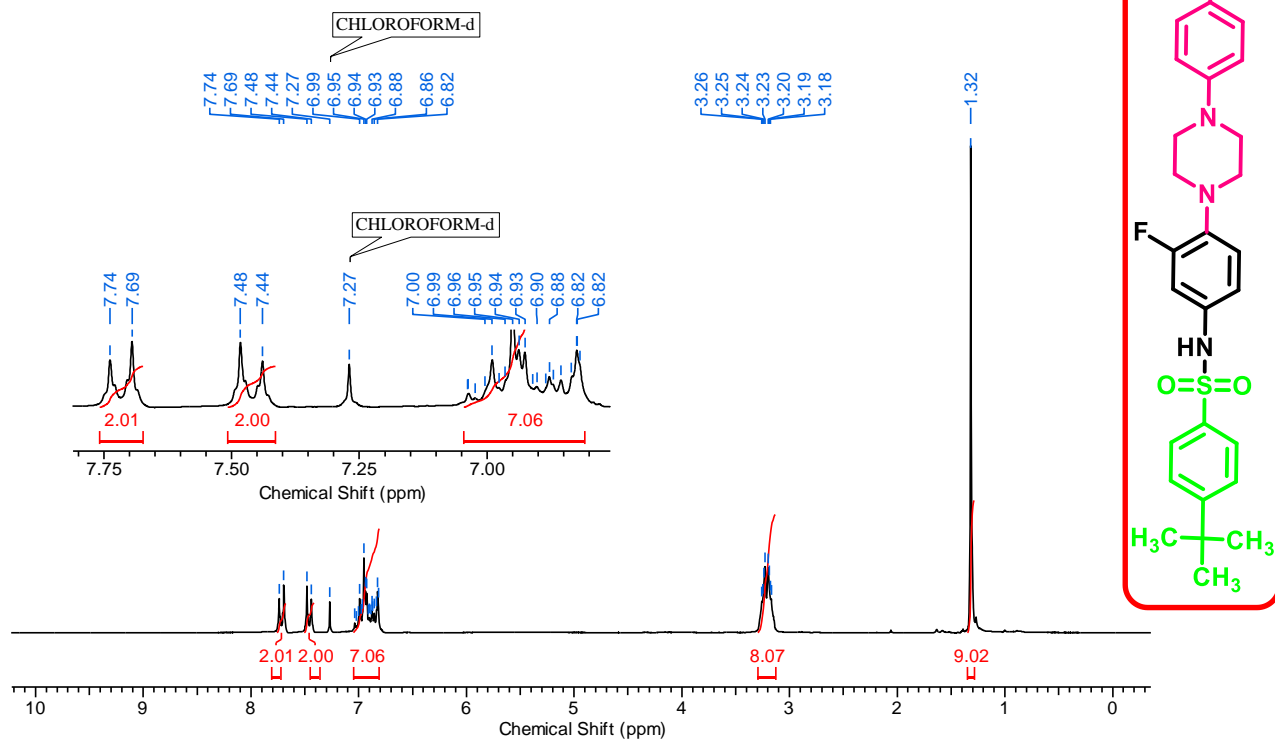 CHLOROFORM-d
7.74 7.69 7.48 7.44 7.27 6.99 6.95 6.94 6.93 6.88 6.86 6.82
3.26 3.25 3.24 3.23 3.20 3.19 3.18
1.32
CHLOROFORM-d
7.74 7.69 7.48 7.44 7.27 7.00 6.99 6.96 6.95 6.94 6.93 6.90 6.88 6.82 6.82
2.01 2.00 7.06
7.75 7.50 7.25 7.00
Chemical Shift (ppm)
2.01 2.00 7.06 8.07 9.02
10 9 8 7 6 5 4 3 2 1 0
Chemical Shift (ppm)
N
N
F
HN
O=S=O
H₃C CH₃
CH₃